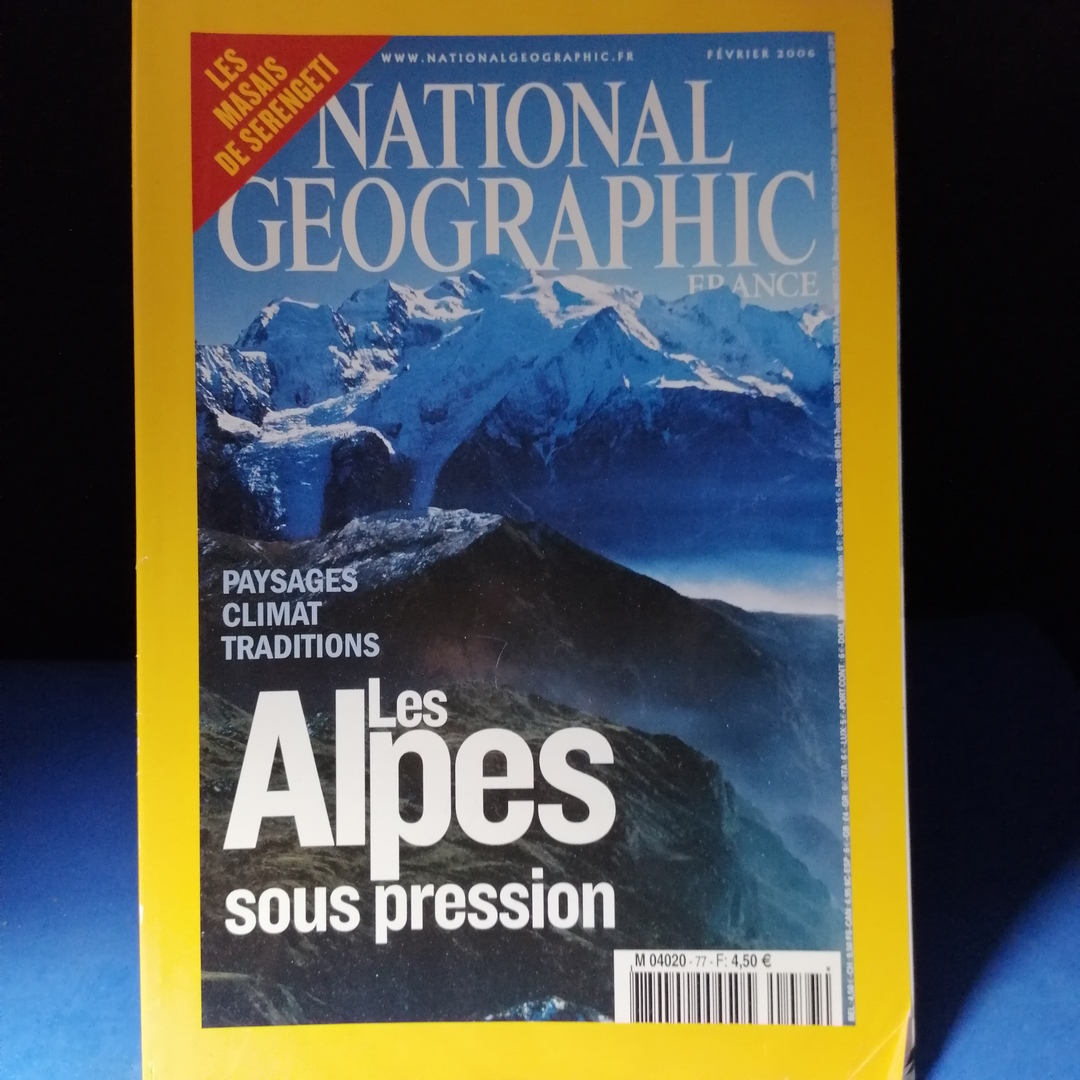 LES
MASAIS
DE SERENGETI
WWW.NATIONALGEOGRAPHIC.FR
FÉVRIER 2006
NATIONAL
GEOGRAPHIC
FRANCE
PAYSAGES
CLIMAT
TRADITIONS
Les
Alpes
sous pression
M 04020 - 77 - F: 4,50 €